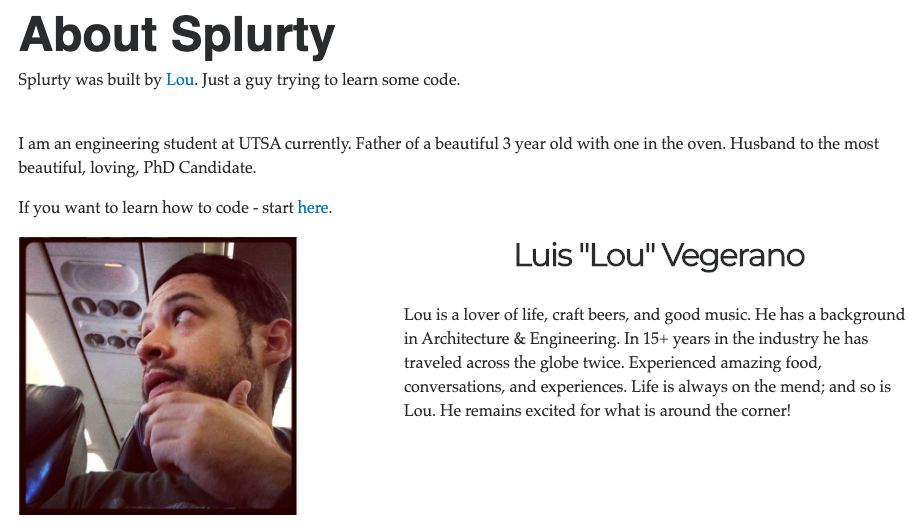 About Splurty
Splurty was built by Lou. Just a guy trying to learn some code.
I am an engineering student at UTSA currently. Father of a beautiful 3 year old with one in the oven. Husband to the most
beautiful, loving, PhD Candidate.
If you want to learn how to code - start here.
Luis "Lou" Vegerano
Lou is a lover of life, craft beers, and good music. He has a background
in Architecture & Engineering. In 15+ years in the industry he has
traveled across the globe twice. Experienced amazing food,
conversations, and experiences. Life is always on the mend; and so is
Lou. He remains excited for what is around the corner!